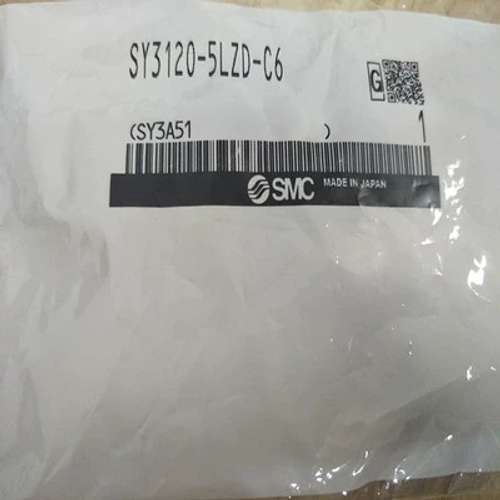 SY3120-5LZD-C6
G
(SY3A51 ) 1
SMC MADE IN JAPAN